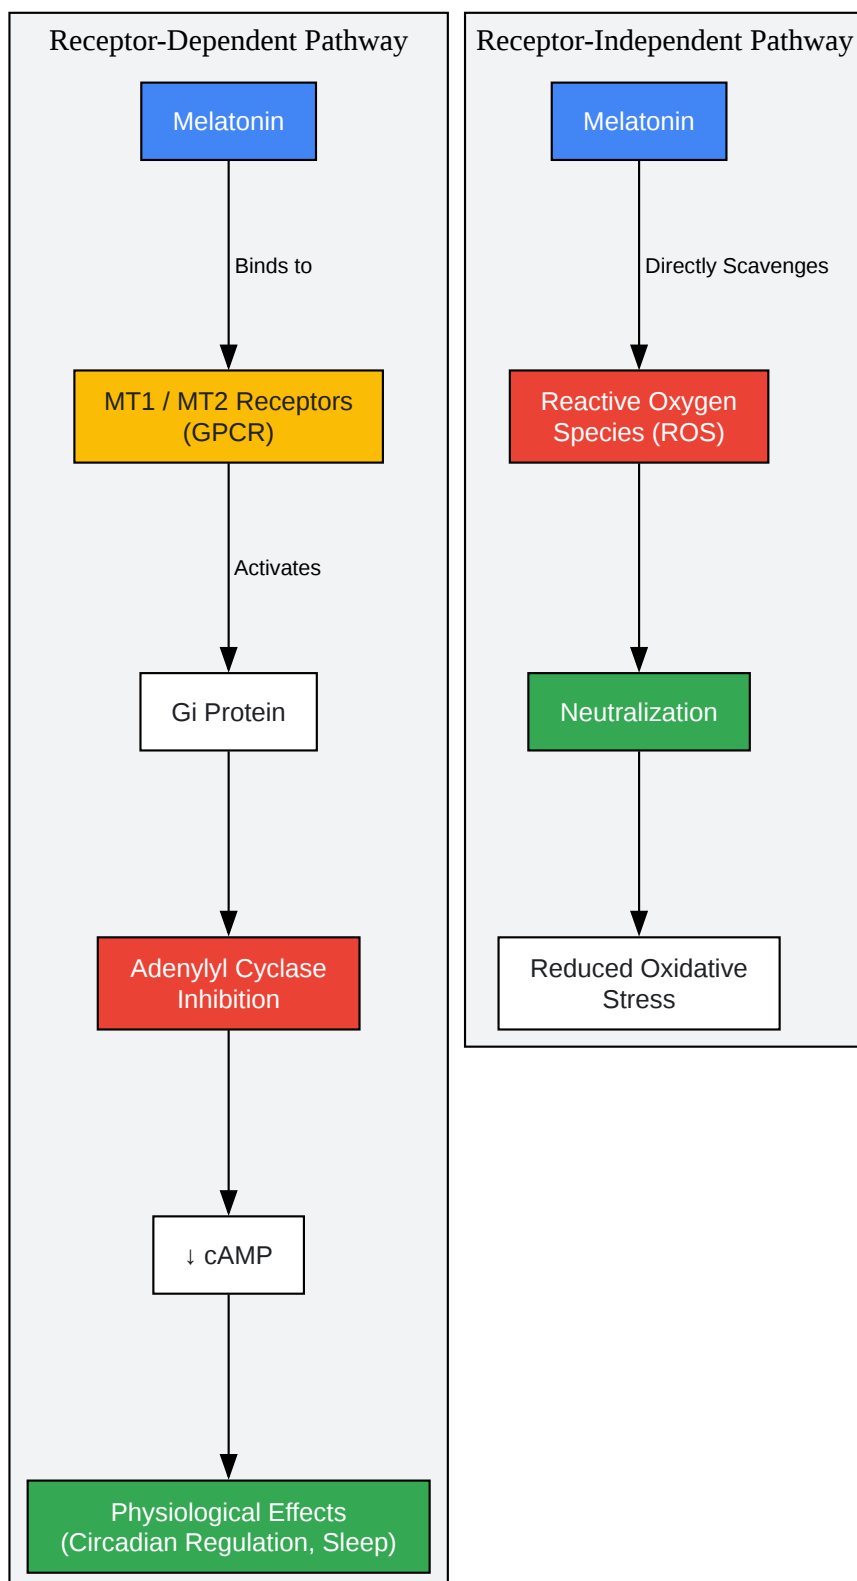 Receptor-Dependent Pathway
Melatonin
Binds to
MT1 / MT2 Receptors
(GPCR)
Activates
Gi Protein
Adenylyl Cyclase
Inhibition
↓ cAMP
Physiological Effects
(Circadian Regulation, Sleep)
Receptor-Independent Pathway
Melatonin
Directly Scavenges
Reactive Oxygen
Species (ROS)
Neutralization
Reduced Oxidative
Stress